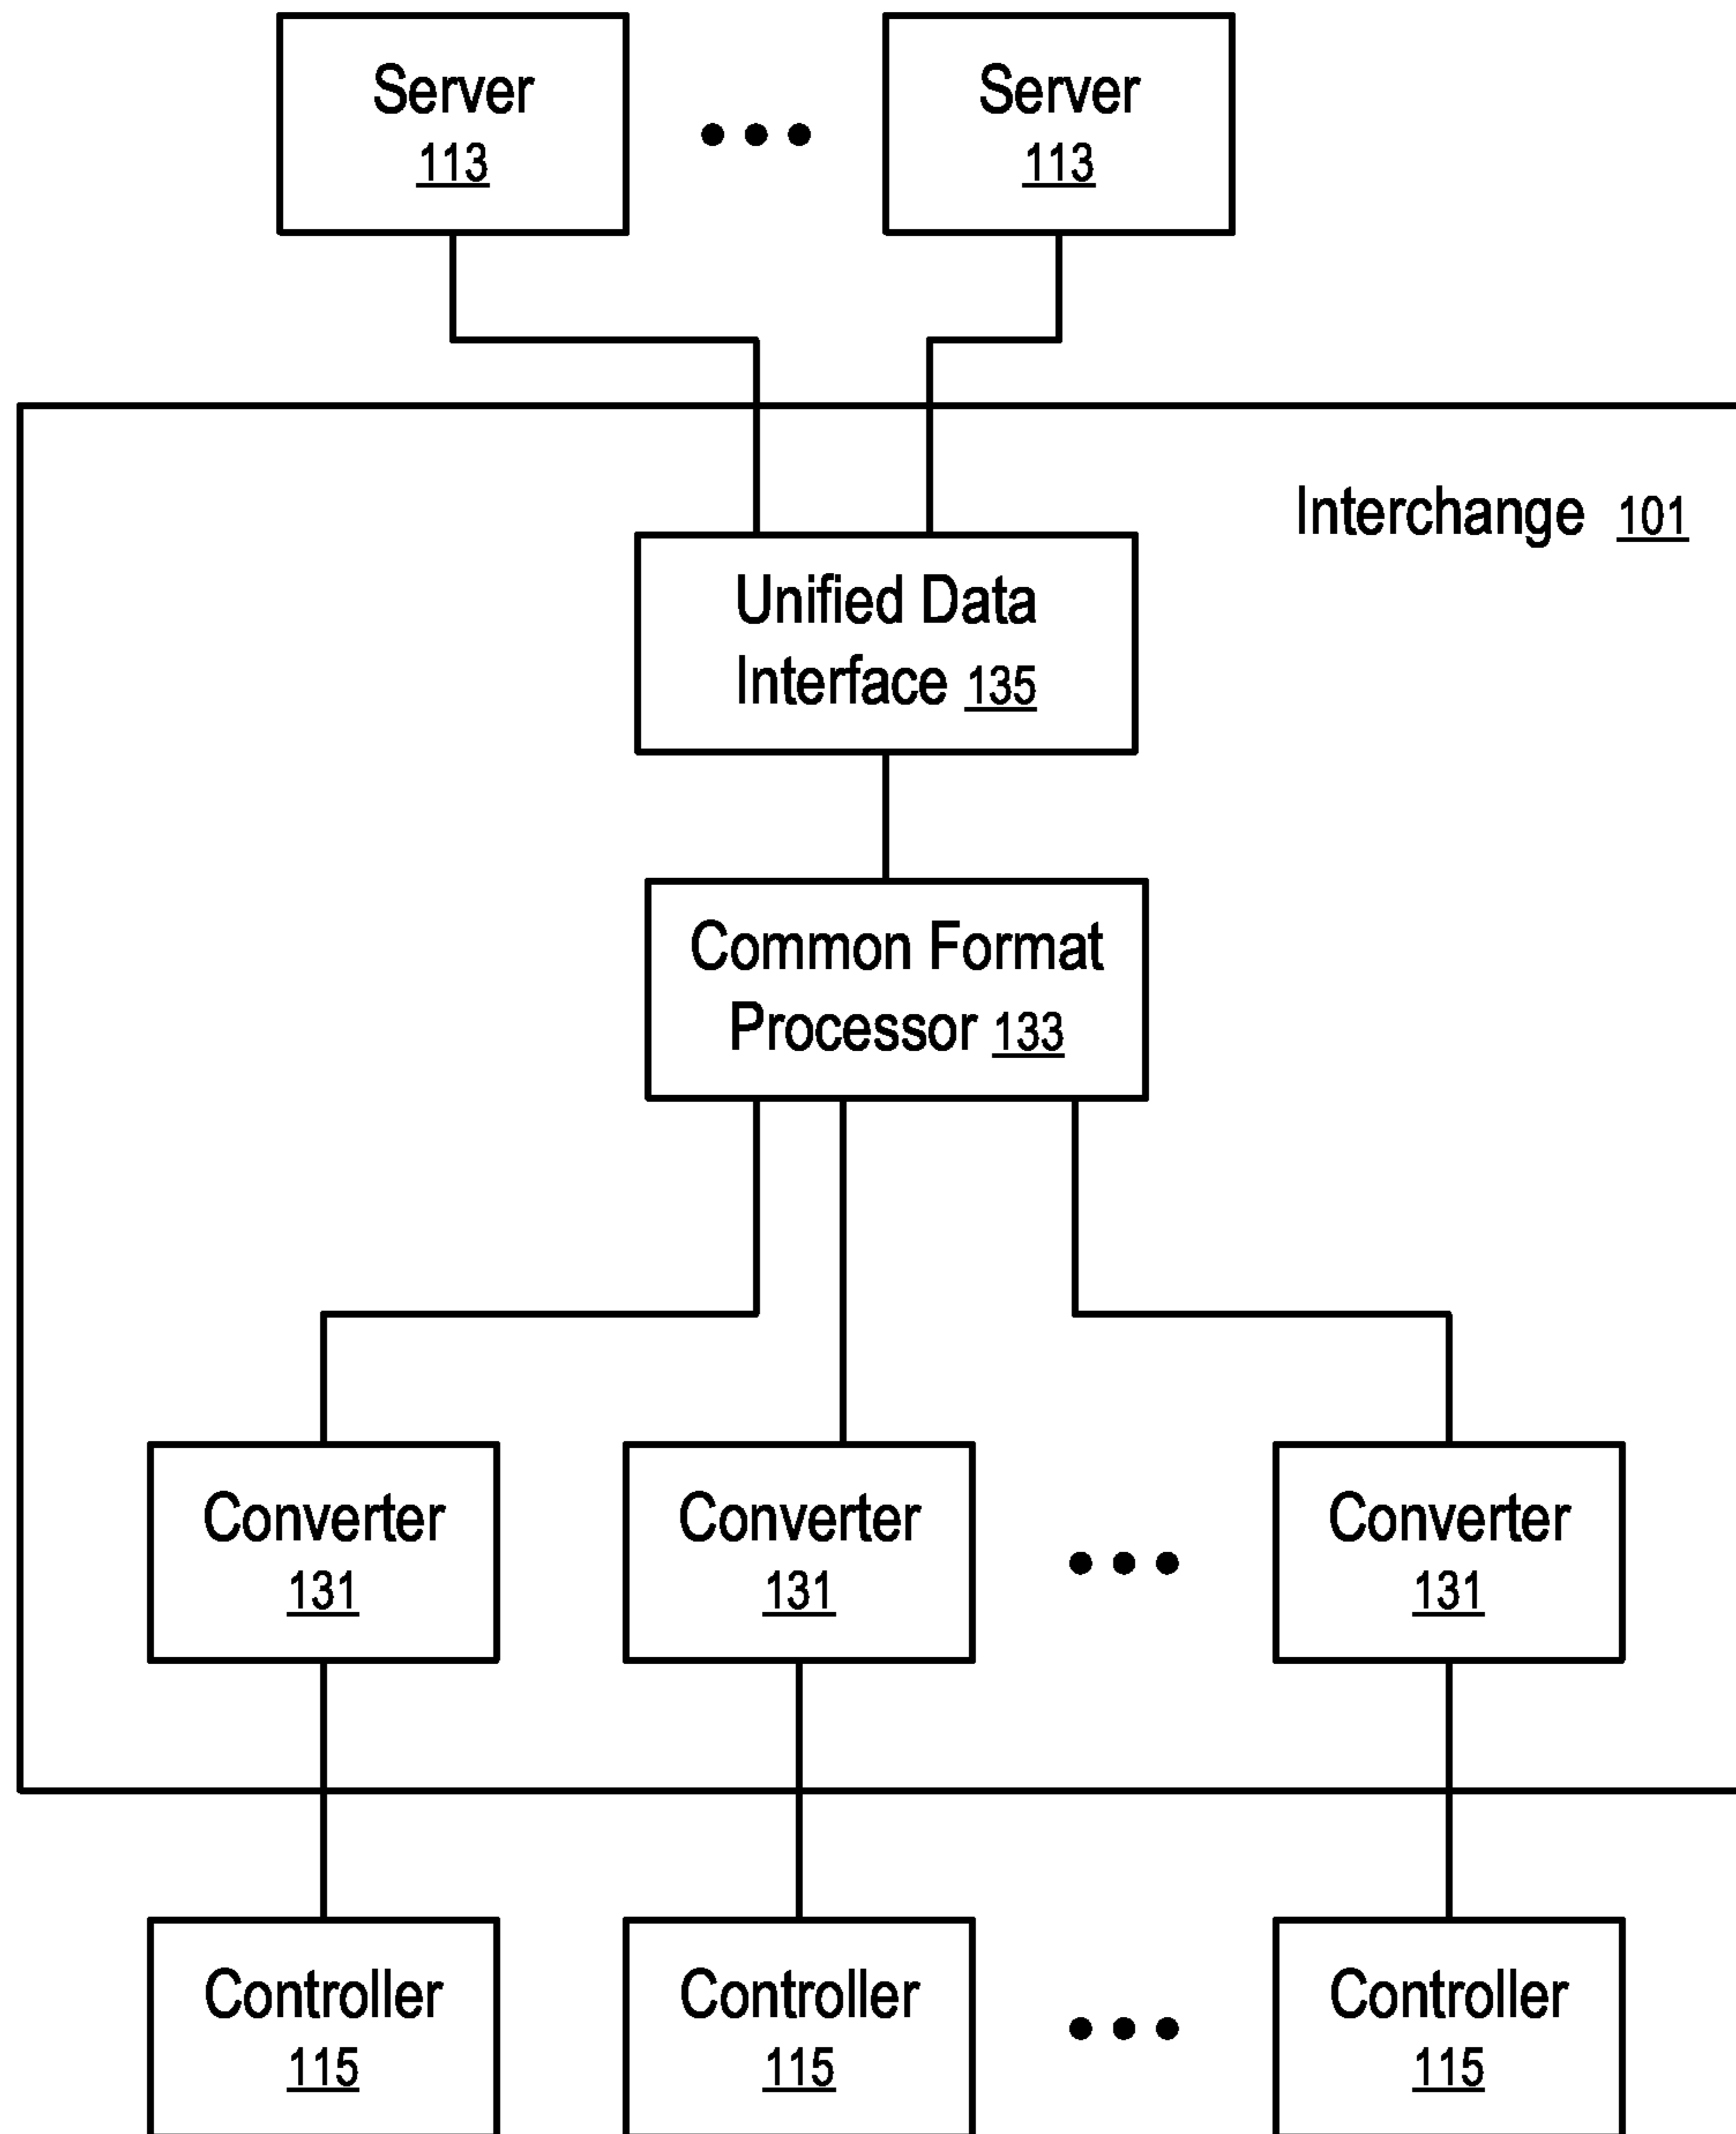 Server
113
Server
113
Interchange 101
Unified Data
Interface 135
Common Format
Processor 133
Converter
131
Converter
131
Converter
131
Controller
115
Controller
115
Controller
115